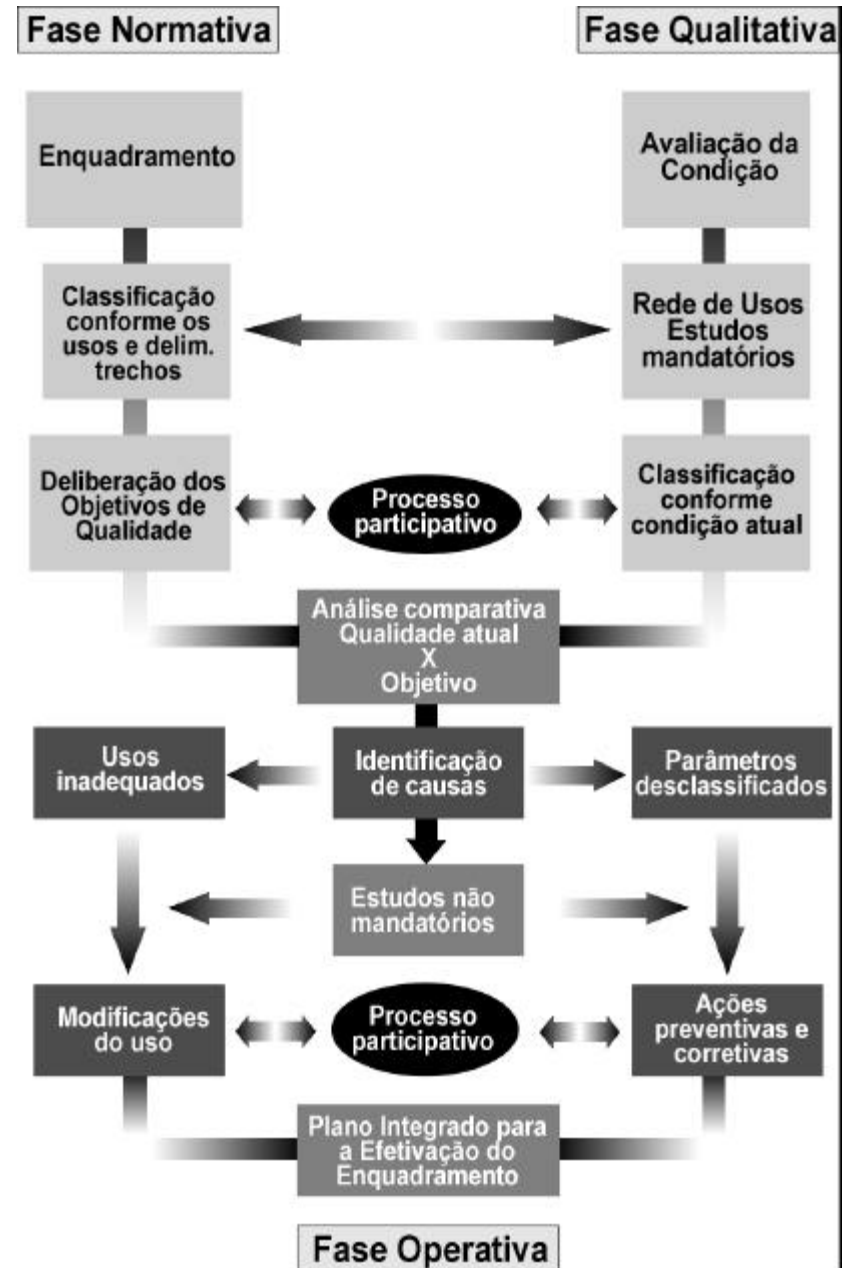 Fase Normativa
Fase Qualitativa
Enquadramento
Avaliação da
Condição
Classificação
conforme os
usos e delim.
trechos
Rede de Usos
Estudos
mandatórios
Deliberação dos
Objetivos de
Qualidade
Processo
participativo
Classificação
conforme
condição atual
Análise comparativa
Qualidade atual
X
Objetivo
Usos
inadequados
Identificação
de causas
Parâmetros
desclassificados
Estudos não
mandatórios
Modificações
do uso
Processo
participativo
Ações
preventivas e
corretivas
Plano Integrado para
a Efetivação do
Enquadramento
Fase Operativa